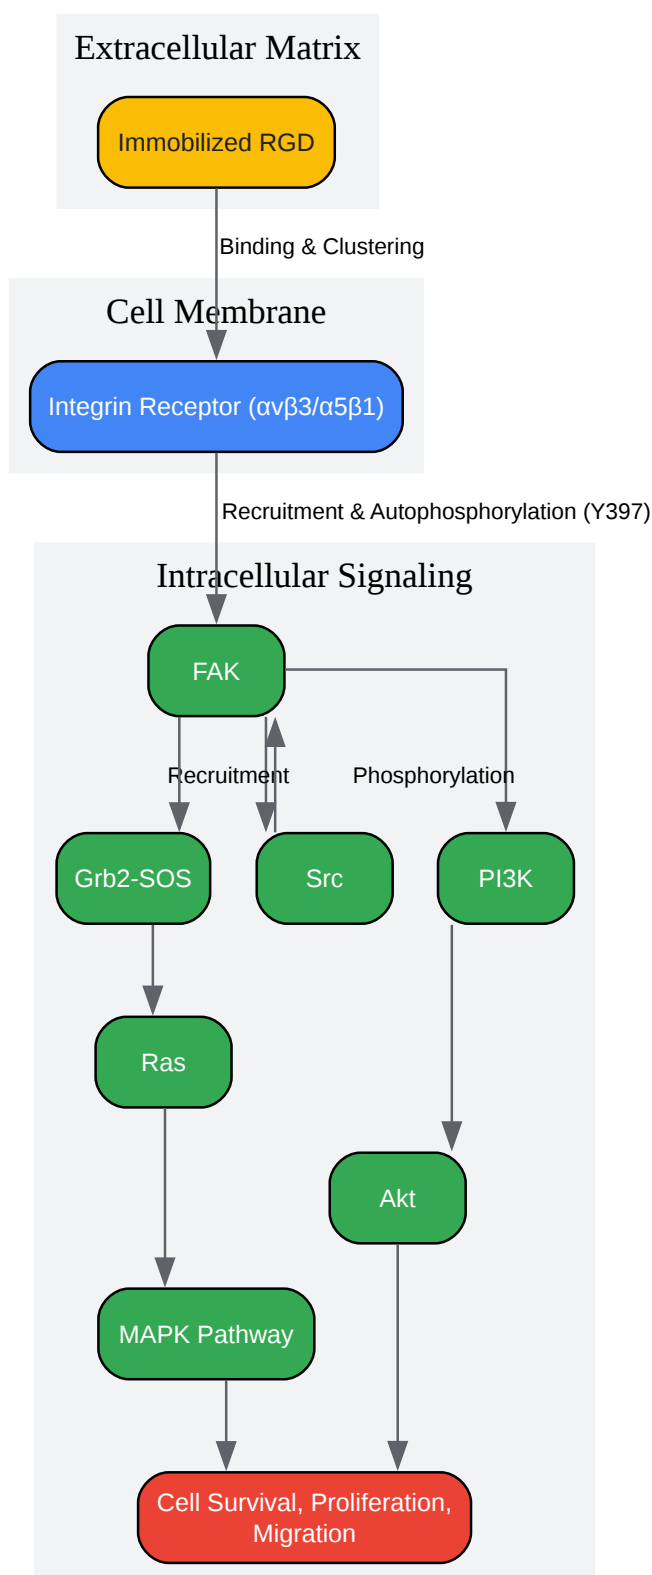 Extracellular Matrix
Immobilized RGD
Binding & Clustering
Cell Membrane
Integrin Receptor (αvβ3/α5β1)
Recruitment & Autophosphorylation (Y397)
Intracellular Signaling
FAK
Recruitment
Phosphorylation
Grb2-SOS
Src
PI3K
Ras
Akt
MAPK Pathway
Cell Survival, Proliferation,
Migration